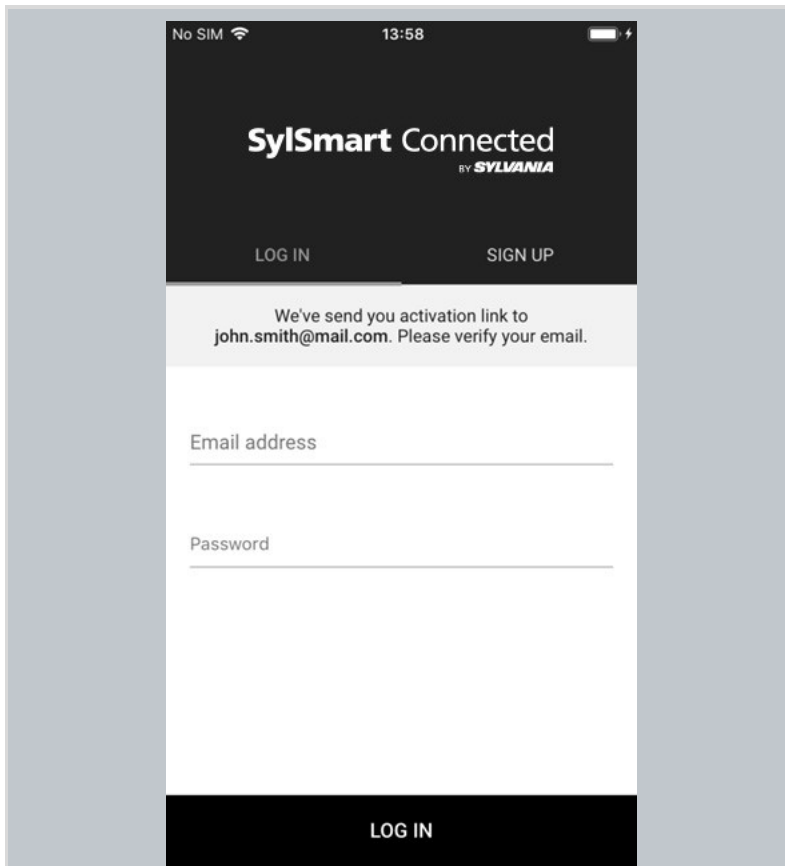 No SIM 13:58
SylSmart Connected
BY SYLVANIA
LOG IN SIGN UP
We've send you activation link to
john.smith@mail.com. Please verify your email.
Email address
Password
LOG IN